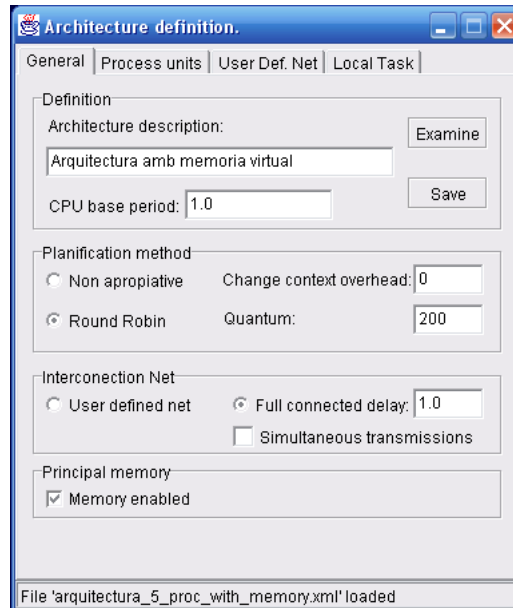 Architecture definition.
General Process units User Def. Net Local Task
Definition
Architecture description:
Examine
Arquitectura amb memoria virtual
CPU base period: 1.0
Save
Planification method
Non apropiative Change context overhead: 0
Round Robin Quantum: 200
Interconection Net
User defined net Full connected delay: 1.0
Simultaneous transmissions
Principal memory
Memory enabled
File 'arquitectura_5_proc_with_memory.xml' loaded